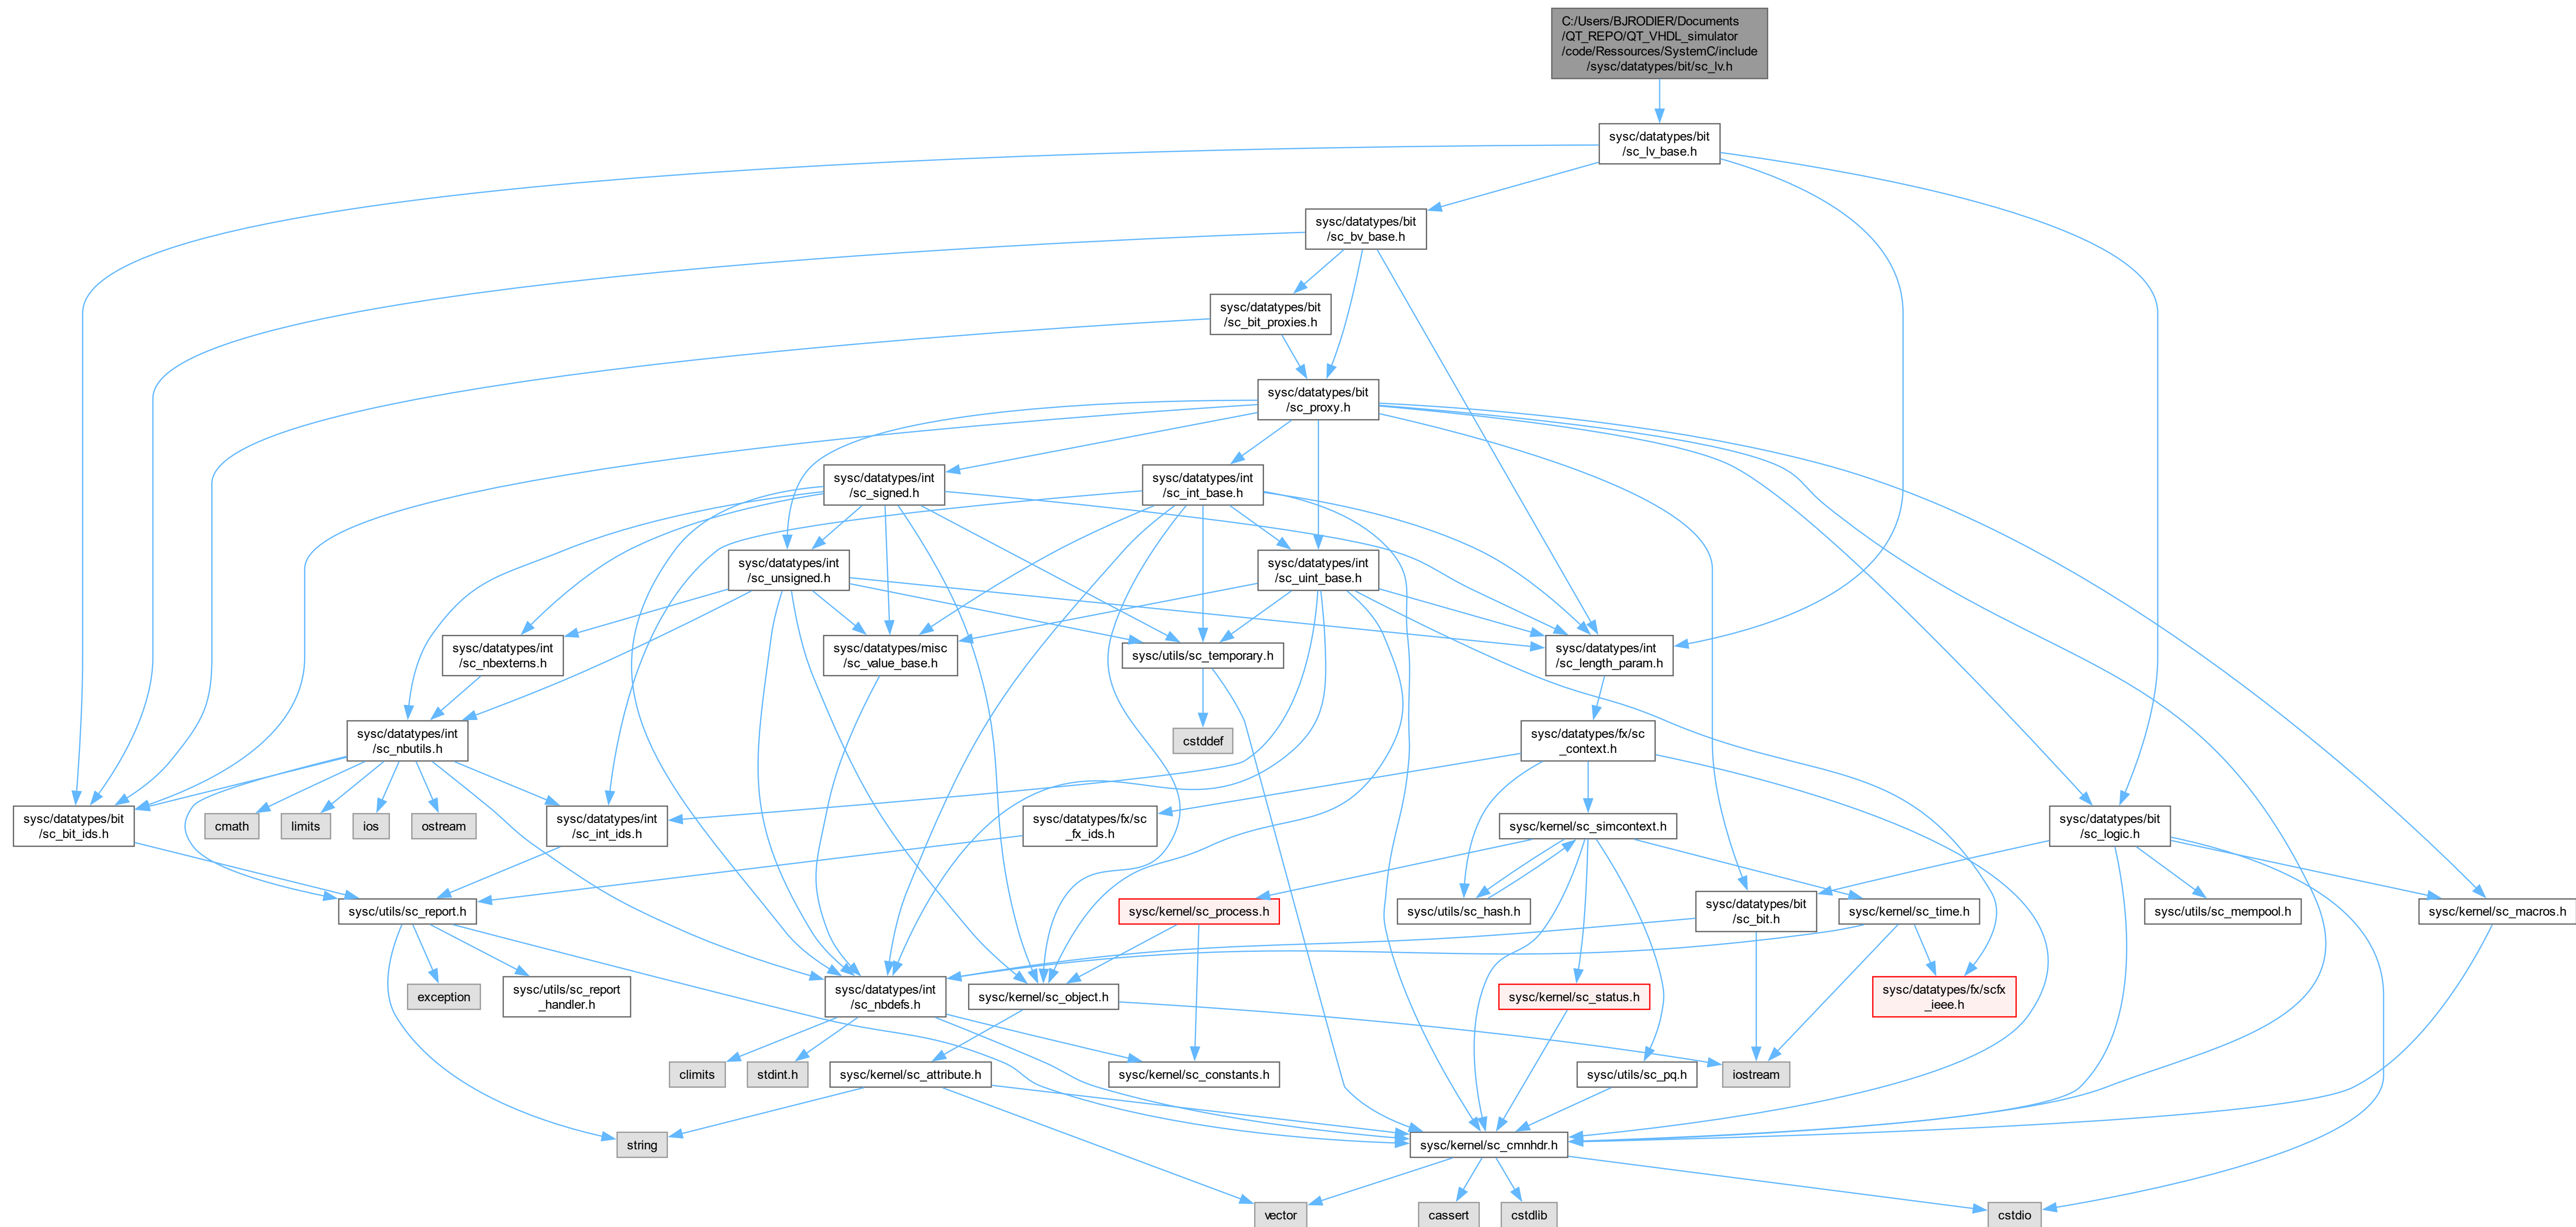 C:/Users/BJRODIER/Documents
/QT_REPO/QT_VHDL_simulator
/code/Ressources/SystemC/include
/sysc/datatypes/bit/sc_lv.h
sysc/datatypes/bit
/sc_lv_base.h
sysc/datatypes/bit
/sc_bv_base.h
sysc/datatypes/bit
/sc_bit_proxies.h
sysc/datatypes/bit
/sc_proxy.h
sysc/datatypes/int
/sc_signed.h
sysc/datatypes/int
/sc_int_base.h
sysc/datatypes/int
/sc_unsigned.h
sysc/datatypes/int
/sc_uint_base.h
sysc/datatypes/int
/sc_nbexterns.h
sysc/datatypes/misc
/sc_value_base.h
sysc/utils/sc_temporary.h
sysc/datatypes/int
/sc_length_param.h
sysc/datatypes/int
/sc_nbutils.h
cstddef
sysc/datatypes/fx/sc
_context.h
sysc/datatypes/bit
/sc_bit_ids.h
cmath
limits
ios
ostream
sysc/datatypes/int
/sc_int_ids.h
sysc/datatypes/fx/sc
_fx_ids.h
sysc/kernel/sc_simcontext.h
sysc/datatypes/bit
/sc_logic.h
sysc/utils/sc_report.h
sysc/kernel/sc_process.h
sysc/utils/sc_hash.h
sysc/datatypes/bit
/sc_bit.h
sysc/kernel/sc_time.h
sysc/utils/sc_mempool.h
sysc/kernel/sc_macros.h
exception
sysc/utils/sc_report
_handler.h
sysc/datatypes/int
/sc_nbdefs.h
sysc/kernel/sc_object.h
sysc/kernel/sc_status.h
sysc/datatypes/fx/scfx
_ieee.h
climits
stdint.h
sysc/kernel/sc_attribute.h
sysc/kernel/sc_constants.h
sysc/utils/sc_pq.h
iostream
string
sysc/kernel/sc_cmnhdr.h
vector
cassert
cstdlib
cstdio